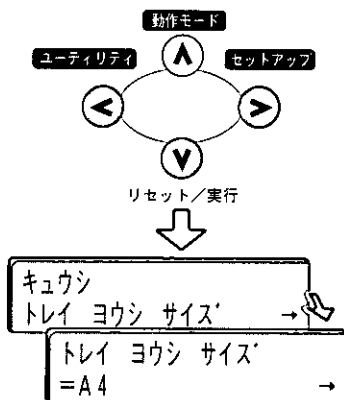 動作モード
ユーティリティ
セットアップ
リセット／実行
キュウシ
トレイ ヨウシ サイズ →
トレイ ヨウシ サイズ
=A4 →